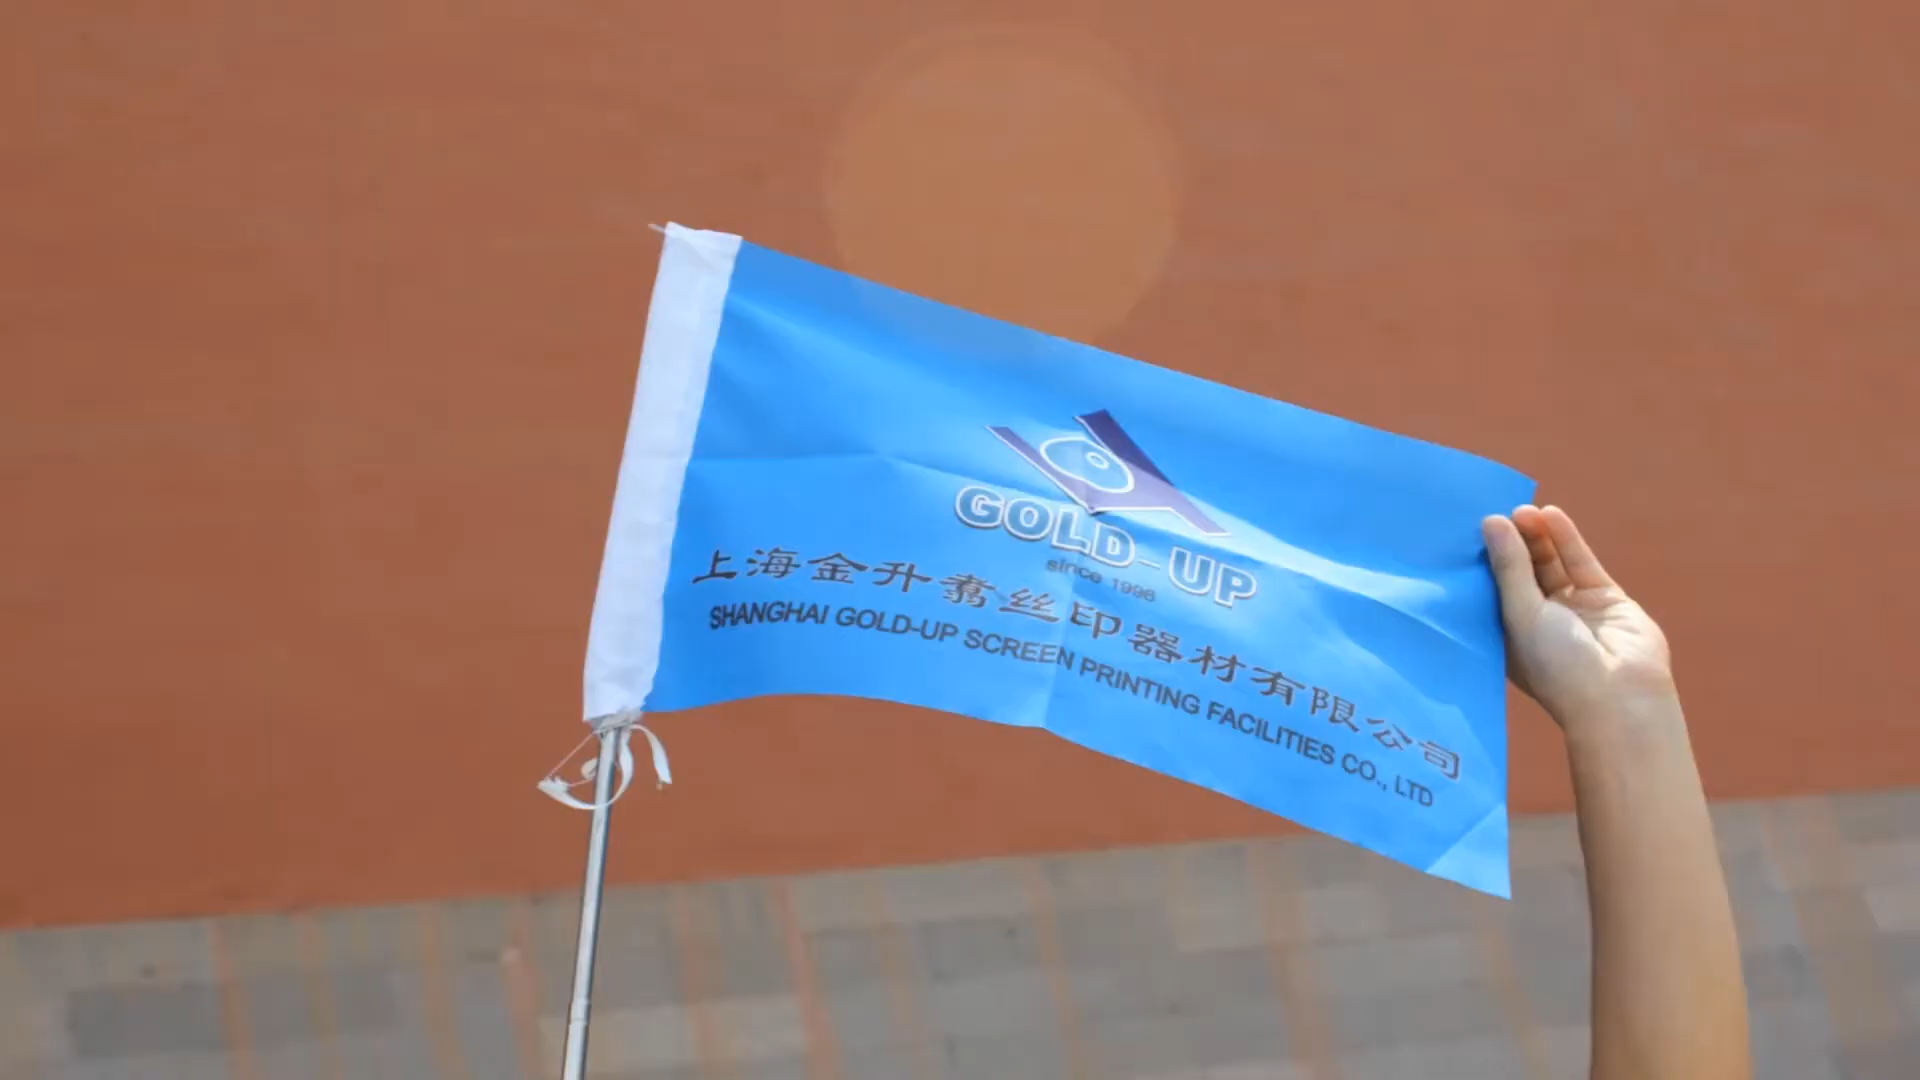 GOLD-UP
since 1996
上海金升翥丝印器材有限公司
SHANGHAI GOLD-UP SCREEN PRINTING FACILITIES CO., LTD